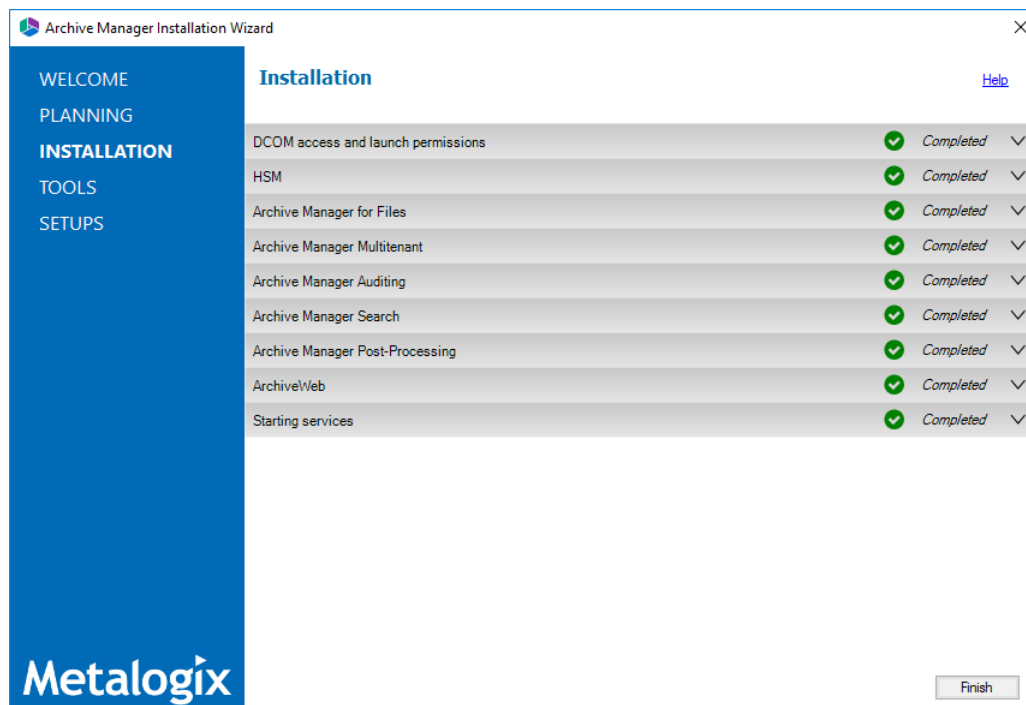 Archive Manager Installation Wizard
WELCOME
PLANNING
INSTALLATION
TOOLS
SETUPS
Installation
Help
DCOM access and launch permissions Completed
HSM Completed
Archive Manager for Files Completed
Archive Manager Multitenant Completed
Archive Manager Auditing Completed
Archive Manager Search Completed
Archive Manager Post-Processing Completed
ArchiveWeb Completed
Starting services Completed
Metalogix
Finish